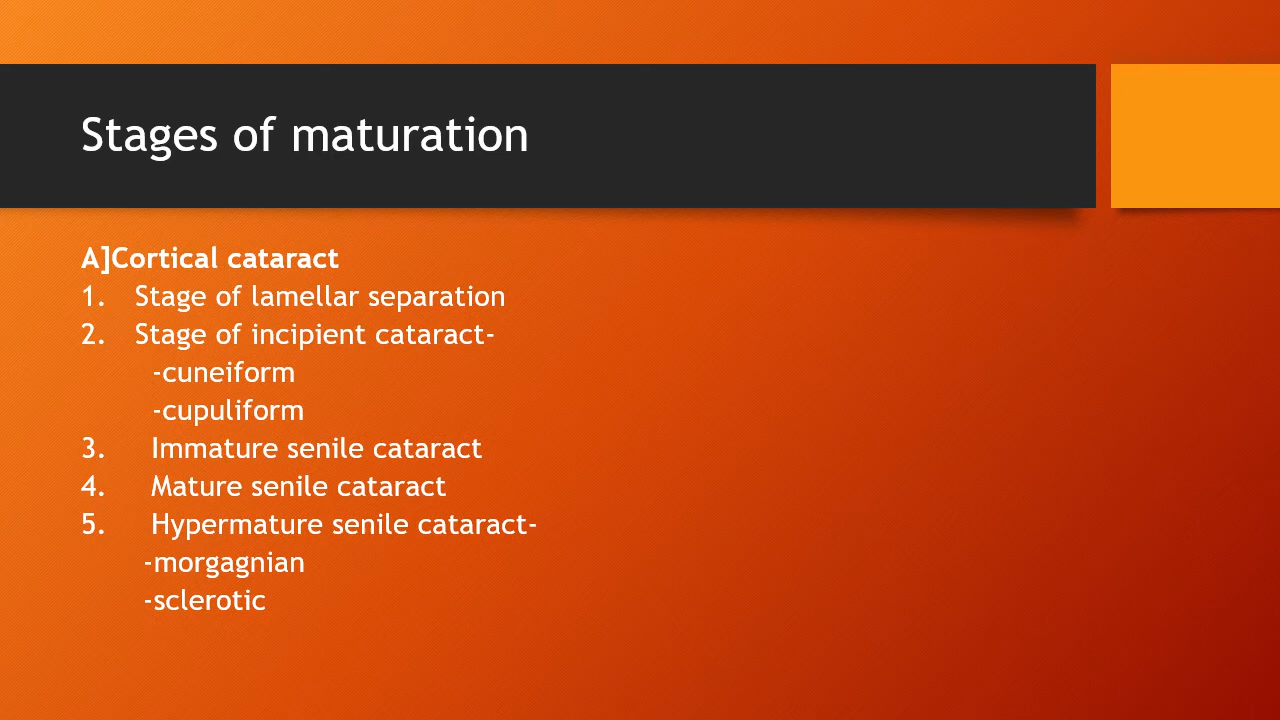 Stages of maturation
A]Cortical cataract
1. Stage of lamellar separation
2. Stage of incipient cataract-
-cuneiform
-cupuliform
3. Immature senile cataract
4. Mature senile cataract
5. Hypermature senile cataract-
-morgagnian
-sclerotic